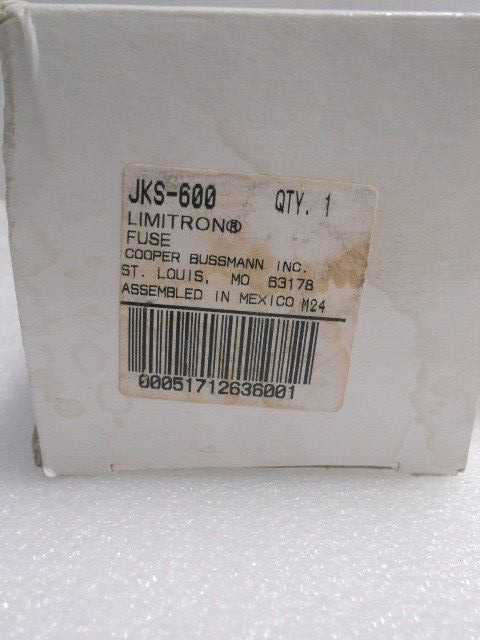 JKS-600 QTY. 1
LIMITRON®
FUSE
COOPER BUSSMANN INC.
ST. LOUIS, MO 63178
ASSEMBLED IN MEXICO M24
00051712636001